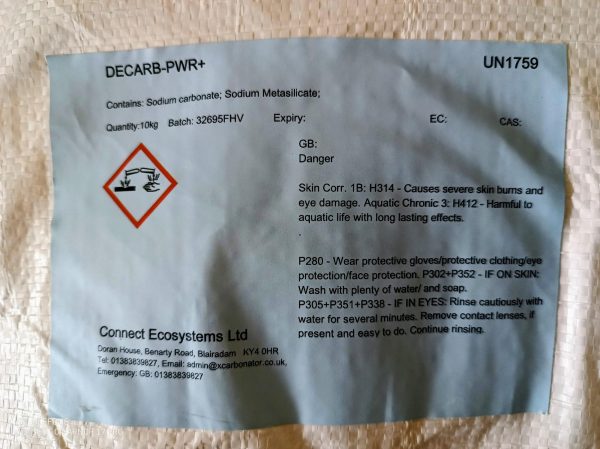 DECARB-PWR+
UN1759
Contains: Sodium carbonate; Sodium Metasilicate;
Quantity:10kg Batch: 32695FHV Expiry: EC: CAS:
GB:
Danger
Skin Corr. 1B: H314 - Causes severe skin burns and
eye damage. Aquatic Chronic 3: H412 - Harmful to
aquatic life with long lasting effects.
.
P280 - Wear protective gloves/protective clothing/eye
protection/face protection. P302+P352 - IF ON SKIN:
Wash with plenty of water/ and soap.
P305+P351+P338 - IF IN EYES: Rinse cautiously with
water for several minutes. Remove contact lenses, if
present and easy to do. Continue rinsing.
Connect Ecosystems Ltd
Doran House, Benarty Road, Blairadam KY4 0HR
Tel: 01383839827, Email: admin@xcarbonator.co.uk,
Emergency: GB: 01383839827